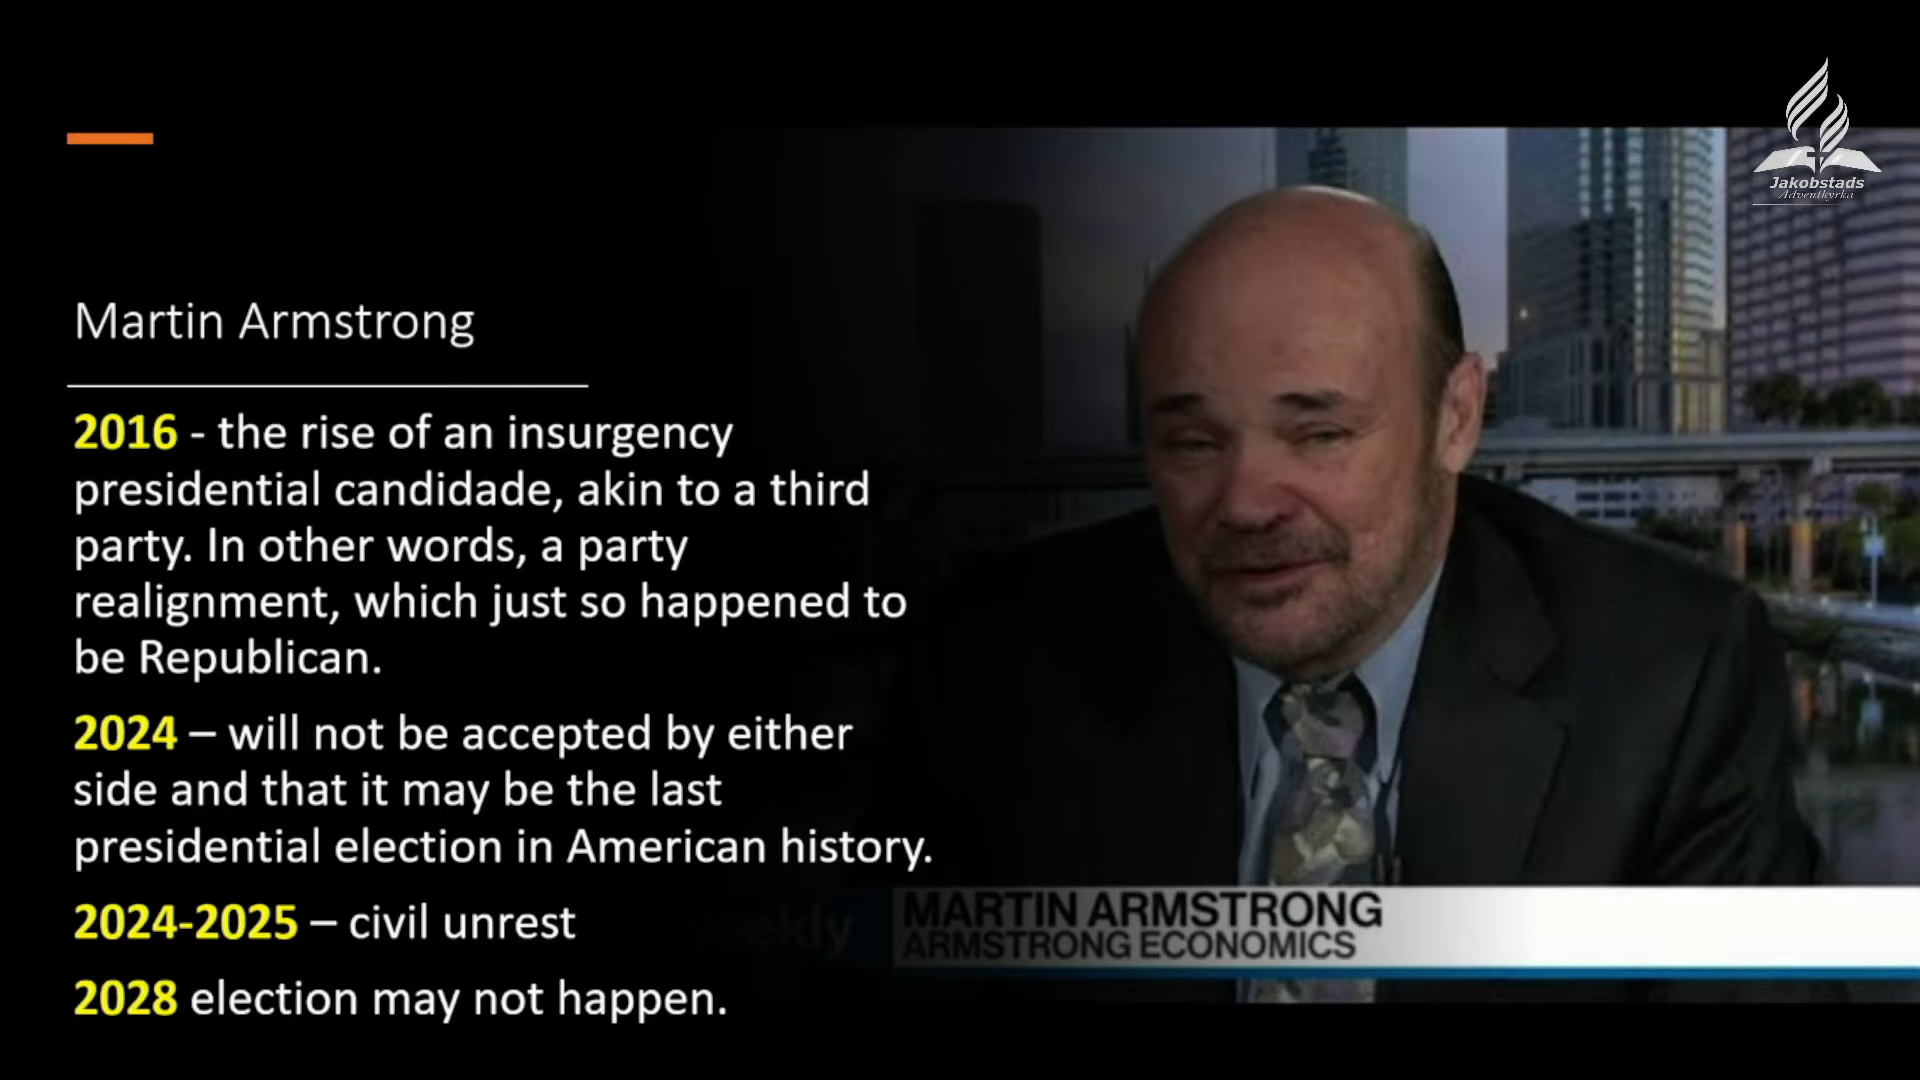 Jakobstads
Adventkyrka
Martin Armstrong
2016 - the rise of an insurgency
presidential candidade, akin to a third
party. In other words, a party
realignment, which just so happened to
be Republican.
2024 – will not be accepted by either
side and that it may be the last
presidential election in American history.
2024-2025 – civil unrest
2028 election may not happen.
eekly
MARTIN ARMSTRONG
ARMSTRONG ECONOMICS